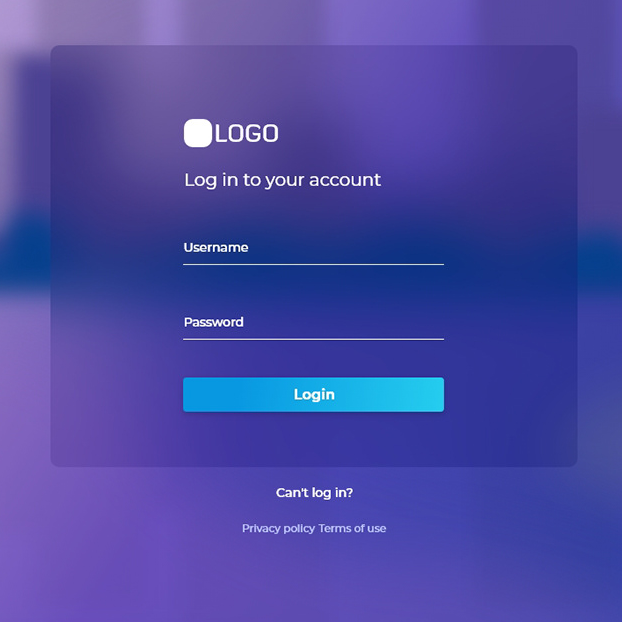 LOGO
Log in to your account
Username
Password
Login
Can't log in?
Privacy policy Terms of use